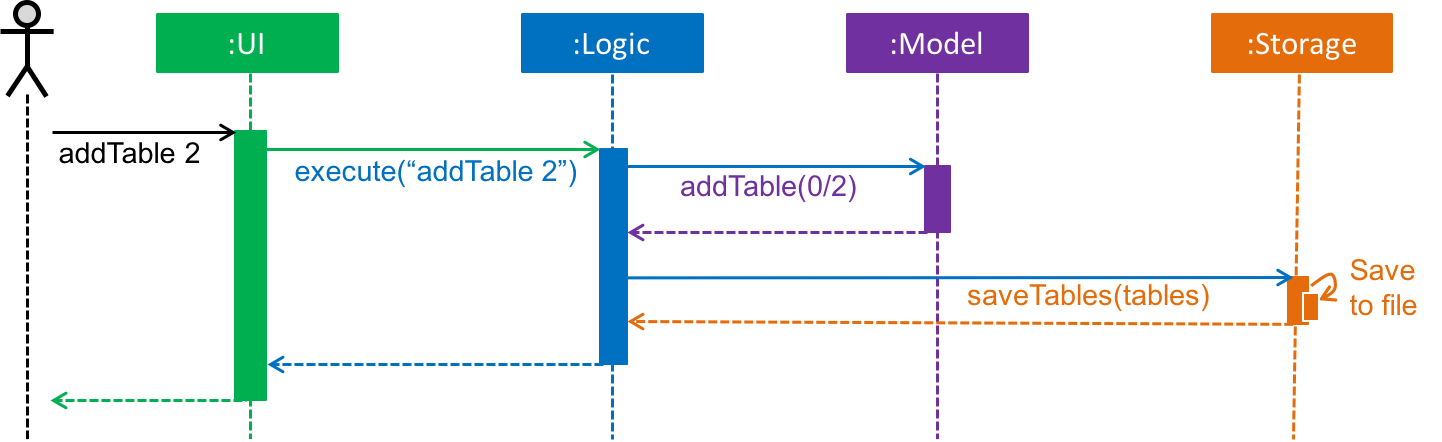 :UI
:Logic
:Model
:Storage
addTable 2
execute(“addTable 2”)
addTable(0/2)
saveTables(tables)
Save
to file